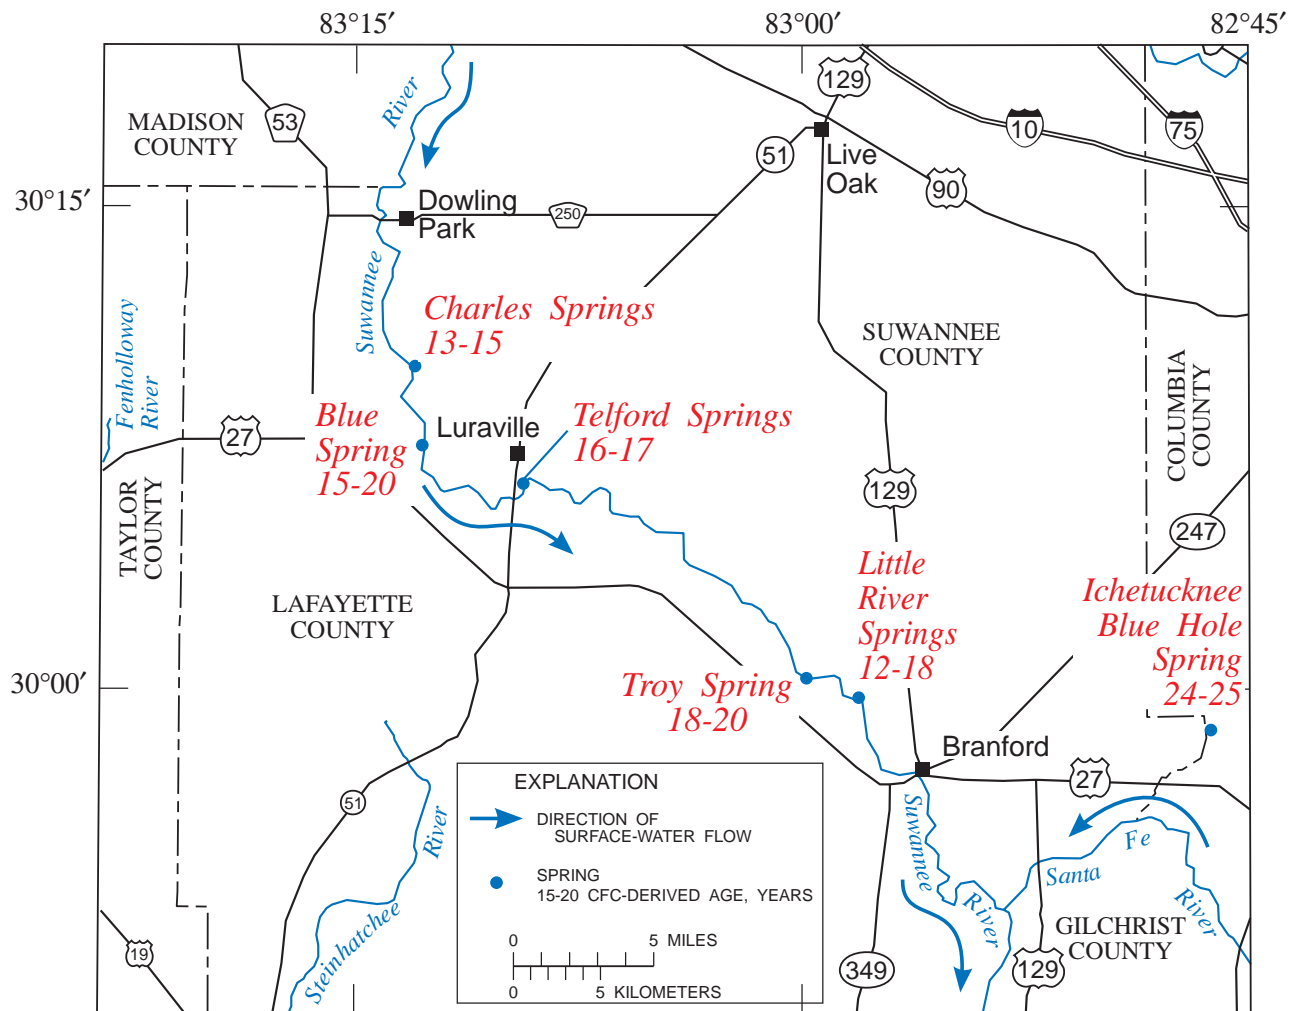 83°15′
83°00′
82°45′
River
129
MADISON
COUNTY
53
10
75
51
Live
Oak
90
30°15′
Dowling
Park
250
Suwannee
Charles Springs
13-15
Fenholloway
River
SUWANNEE
COUNTY
COLUMBIA
COUNTY
Blue
Spring
15-20
Luraville
Telford Springs
16-17
27
129
TAYLOR
COUNTY
247
Little
River
Springs
12-18
Ichetucknee
Blue Hole
Spring
24-25
LAFAYETTE
COUNTY
30°00′
Troy Spring
18-20
Branford
27
51
River
Steinhatchee
19
EXPLANATION
DIRECTION OF
SURFACE-WATER FLOW
SPRING
15-20 CFC-DERIVED AGE, YEARS
0 5 MILES
0 5 KILOMETERS
Suwannee
River
Santa
Fe
River
GILCHRIST
COUNTY
349
129